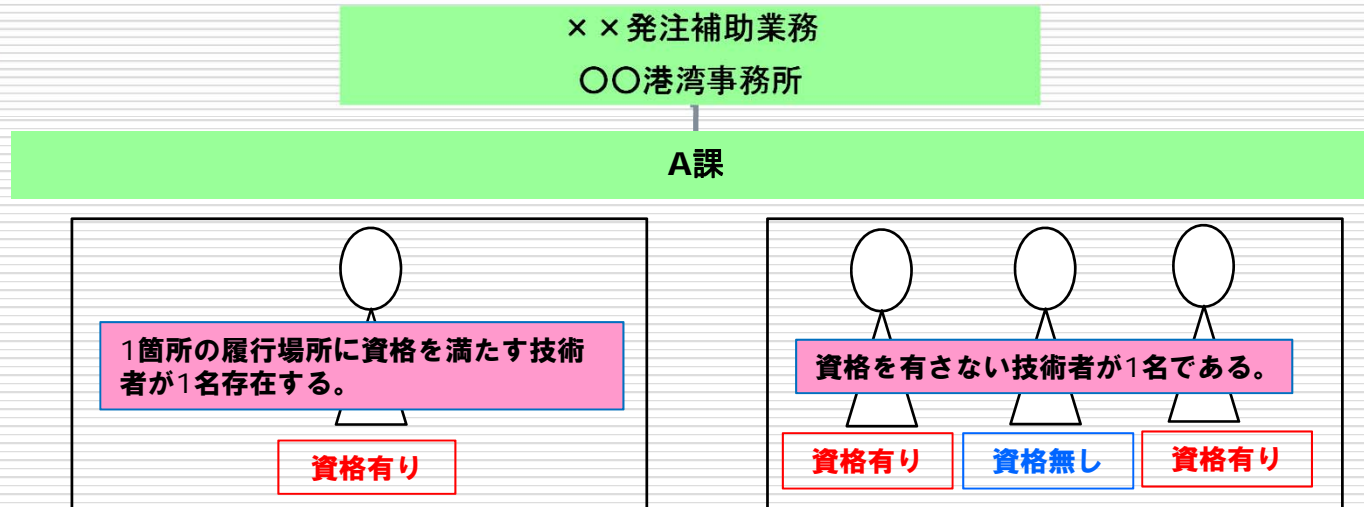 ××発注補助業務
〇〇港湾事務所
A課
1箇所の履行場所に資格を満たす技術
者が1名存在する。
資格を有さない技術者が1名である。
資格有り
資格有り
資格無し
資格有り